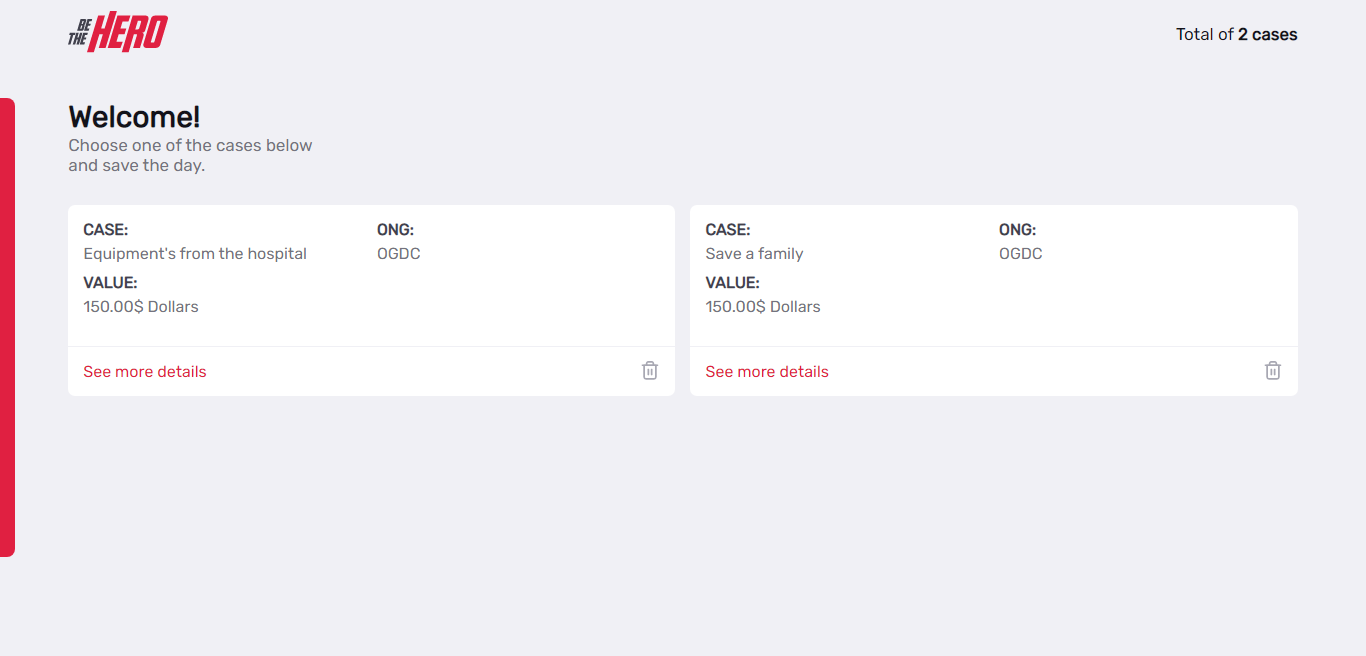 BE THE HERO
Total of 2 cases
Welcome!
Choose one of the cases below
and save the day.
CASE:
Equipment's from the hospital
ONG:
OGDC
VALUE:
150.00$ Dollars
See more details
CASE:
Save a family
ONG:
OGDC
VALUE:
150.00$ Dollars
See more details